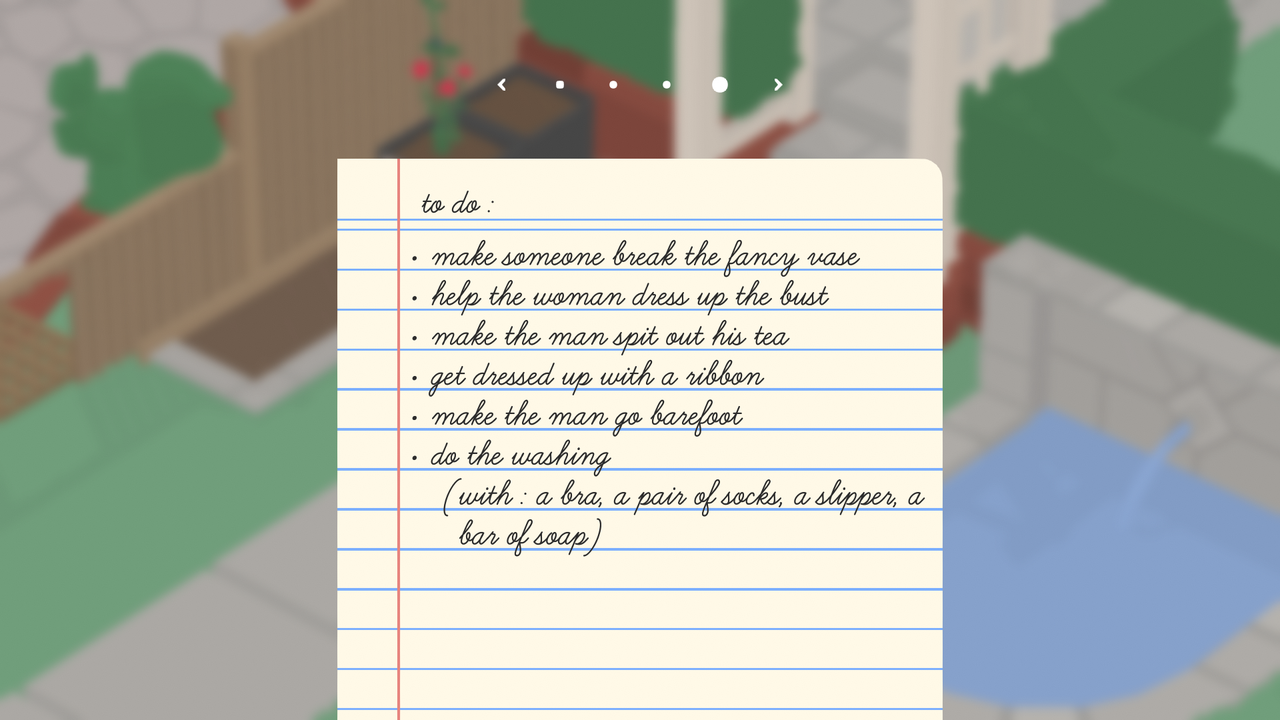 to do :
• make someone break the fancy vase
• help the woman dress up the bust
• make the man spit out his tea
• get dressed up with a ribbon
• make the man go barefoot
• do the washing
(with : a bra, a pair of socks, a slipper, a
bar of soap)